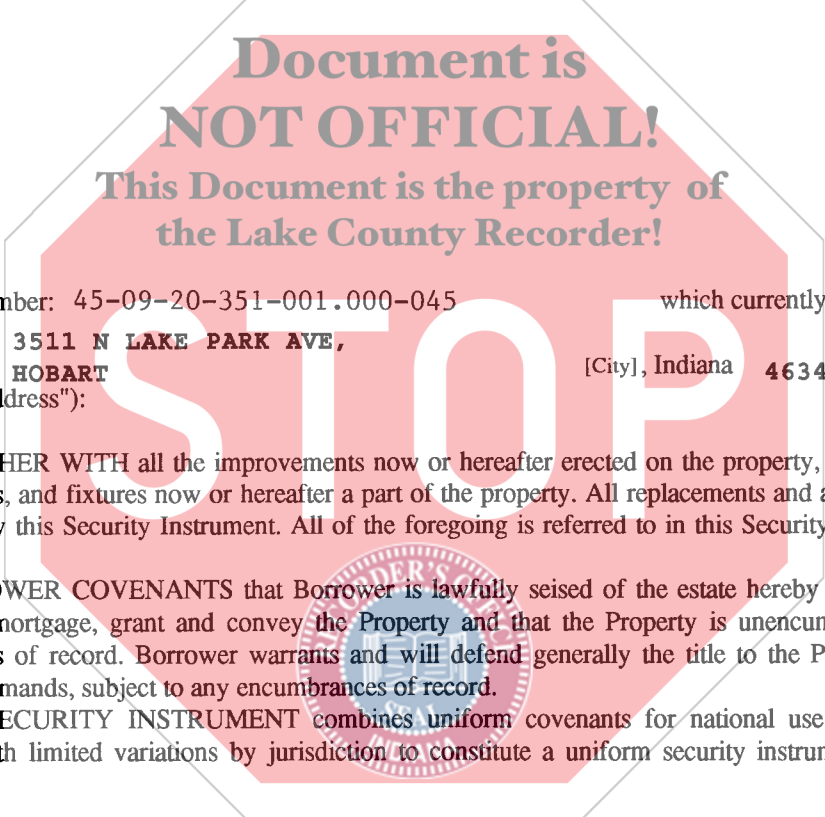 Document is
NOT OFFICIAL!
This Document is the property of
the Lake County Recorder!
STOP
mber: 45-09-20-351-001.000-045 which currently
3511 N LAKE PARK AVE,
HOBART [City], Indiana 4634
ddress"):
HER WITH all the improvements now or hereafter erected on the property,
s, and fixtures now or hereafter a part of the property. All replacements and a
y this Security Instrument. All of the foregoing is referred to in this Security
OWER COVENANTS that Borrower is lawfully seised of the estate hereby
mortgage, grant and convey the Property and that the Property is unencum
s of record. Borrower warrants and will defend generally the title to the P
mands, subject to any encumbrances of record.
ECURITY INSTRUMENT combines uniform covenants for national use
th limited variations by jurisdiction to constitute a uniform security instrum
SEAL